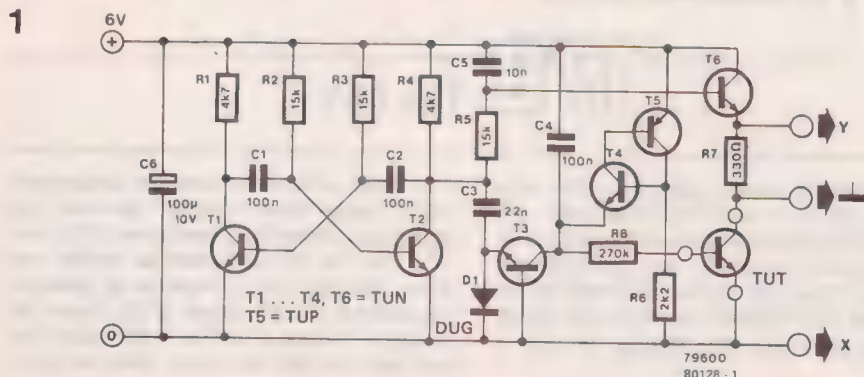 1
6V
+
R1
4k7
R2
15k
R3
15k
R4
4k7
C5
10n
T6
Y
R5
15k
C4
100n
T5
R7
330Ω
C6
100µ
10V
C1
100n
C2
100n
T4
C3
22n
T1
T2
T3
R8
270k
TUT
D1
R6
2k2
T1 ... T4, T6 = TUN
T5 = TUP
DUG
0
X
79600
80128 - 1